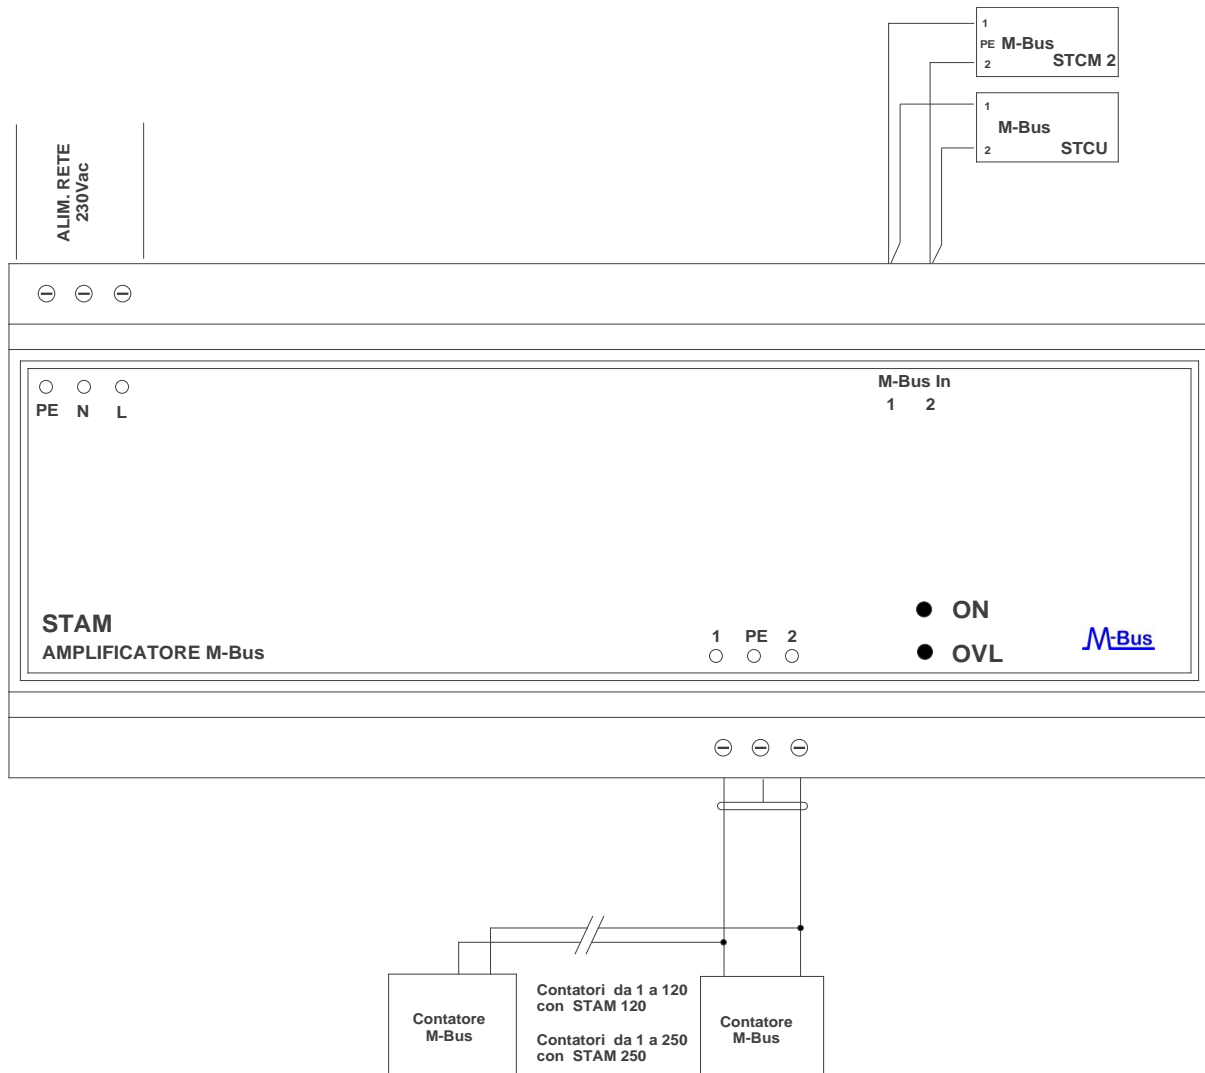 1
PE M-Bus
2 STCM 2
1
M-Bus
2 STCU
ALIM. RETE
230Vac
PE N L
M-Bus In
1 2
STAM
AMPLIFICATORE M-Bus
1 PE 2
ON
OVL
M-Bus
Contatore
M-Bus
Contatori da 1 a 120
con STAM 120
Contatori da 1 a 250
con STAM 250
Contatore
M-Bus